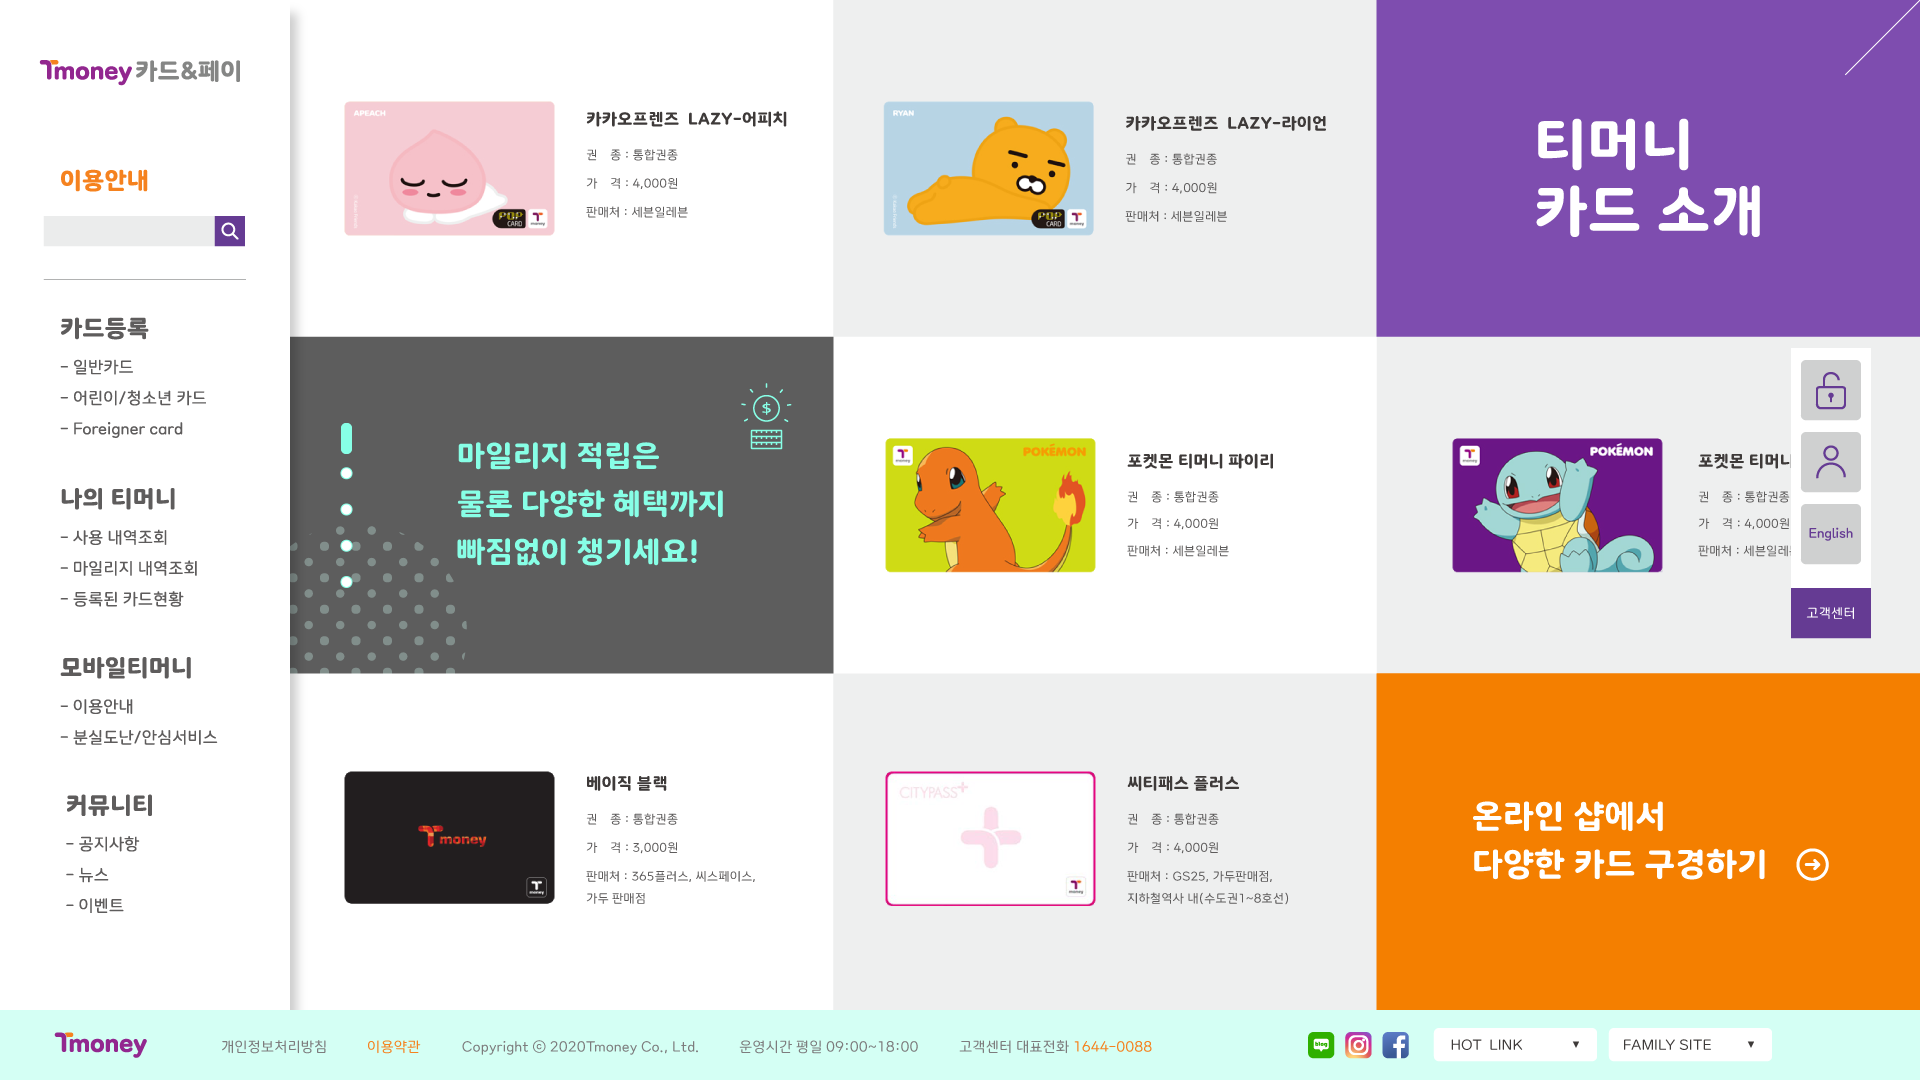 Tmoney 카드&페이
이용안내
카드등록
- 일반카드
- 어린이/청소년 카드
- Foreigner card
나의 티머니
- 사용 내역조회
- 마일리지 내역조회
- 등록된 카드현황
모바일티머니
- 이용안내
- 분실도난/안심서비스
커뮤니티
- 공지사항
- 뉴스
- 이벤트
APEACH
POP CARD
Tmoney
카카오프렌즈 LAZY-어피치
권 종 : 통합권종
가 격 : 4,000원
판매처 : 세븐일레븐
RYAN
POP CARD
Tmoney
카카오프렌즈 LAZY-라이언
권 종 : 통합권종
가 격 : 4,000원
판매처 : 세븐일레븐
티머니
카드 소개
$
마일리지 적립은
물론 다양한 혜택까지
빠짐없이 챙기세요!
Tmoney
POKÉMON
포켓몬 티머니 파이리
권 종 : 통합권종
가 격 : 4,000원
판매처 : 세븐일레븐
Tmoney
POKÉMON
포켓몬 티머니
권 종 : 통합권종
가 격 : 4,000원
판매처 : 세븐일레
English
고객센터
Tmoney
Tmoney
베이직 블랙
권 종 : 통합권종
가 격 : 3,000원
판매처 : 365플러스, 씨스페이스,
가두 판매점
CITYPASS+
Tmoney
씨티패스 플러스
권 종 : 통합권종
가 격 : 4,000원
판매처 : GS25, 가두판매점,
지하철역사 내(수도권1~8호선)
온라인 샵에서
다양한 카드 구경하기
Tmoney
개인정보처리방침
이용약관
Copyright ⓒ 2020Tmoney Co., Ltd.
운영시간 평일 09:00~18:00
고객센터 대표전화 1644-0088
blog
HOT LINK
FAMILY SITE